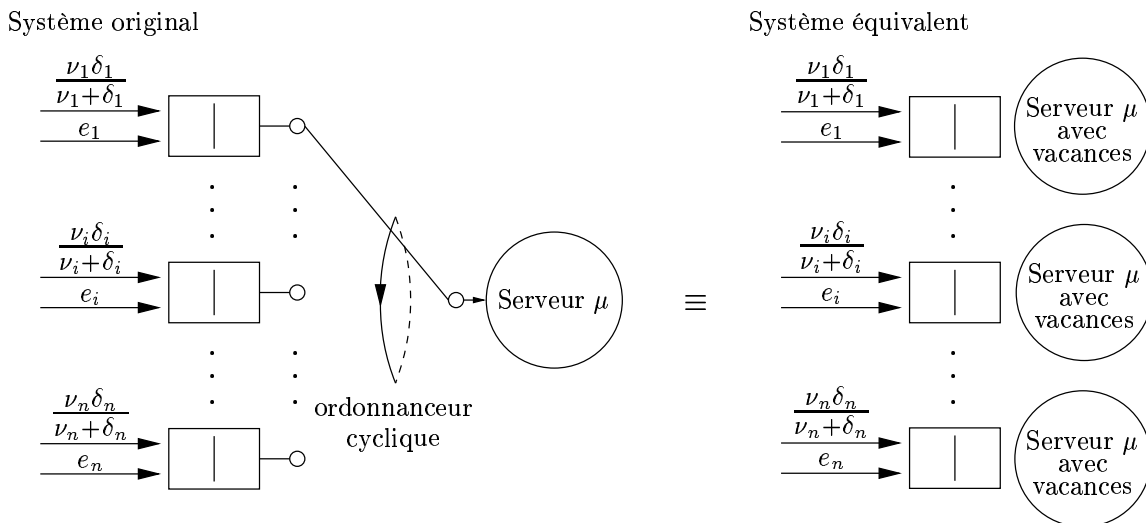 Système original
Système équivalent
ν₁δ₁
ν₁+δ₁
e₁
νᵢδᵢ
νᵢ+δᵢ
eᵢ
νₙδₙ
νₙ+δₙ
eₙ
ordonnanceur
cyclique
Serveur μ
≡
ν₁δ₁
ν₁+δ₁
e₁
Serveur μ
avec
vacances
νᵢδᵢ
νᵢ+δᵢ
eᵢ
Serveur μ
avec
vacances
νₙδₙ
νₙ+δₙ
eₙ
Serveur μ
avec
vacances